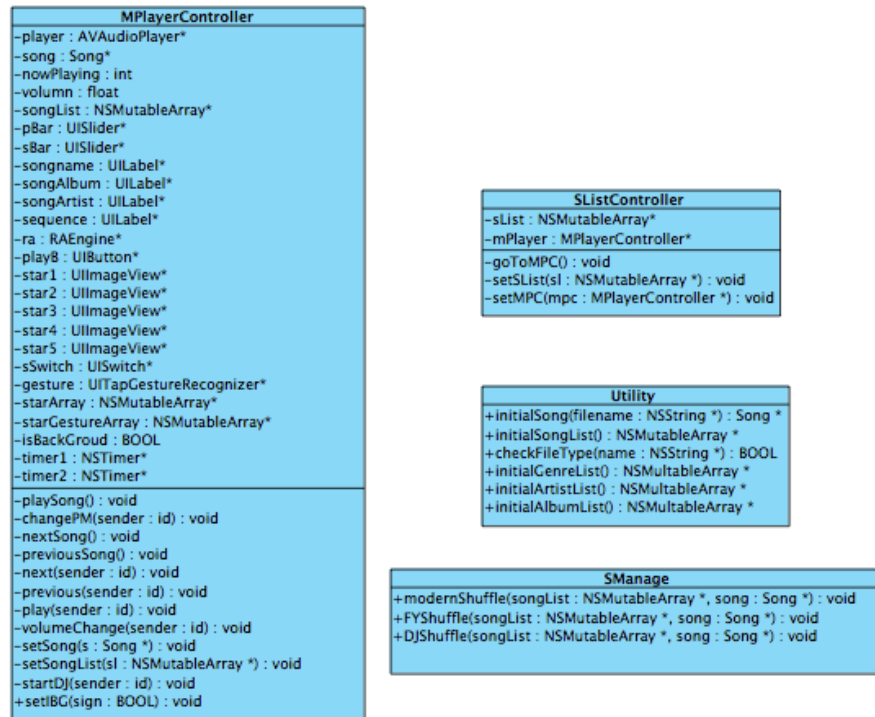 MPlayerController
-player : AVAudioPlayer*
-song : Song*
-nowPlaying : int
-volumn : float
-songList : NSMutableArray*
-pBar : UISlider*
-sBar : UISlider*
-songname : UILabel*
-songAlbum : UILabel*
-songArtist : UILabel*
-sequence : UILabel*
-ra : RAEngine*
-playB : UIButton*
-star1 : UIImageView*
-star2 : UIImageView*
-star3 : UIImageView*
-star4 : UIImageView*
-star5 : UIImageView*
-sSwitch : UISwitch*
-gesture : UITapGestureRecognizer*
-starArray : NSMutableArray*
-starGestureArray : NSMutableArray*
-isBackGroud : BOOL
-timer1 : NSTimer*
-timer2 : NSTimer*
-playSong() : void
-changePM(sender : id) : void
-nextSong() : void
-previousSong() : void
-next(sender : id) : void
-previous(sender : id) : void
-play(sender : id) : void
-volumeChange(sender : id) : void
-setSong(s : Song *) : void
-setSongList(sl : NSMutableArray *) : void
-startDJ(sender : id) : void
+setIBG(sign : BOOL) : void
SListController
-sList : NSMutableArray*
-mPlayer : MPlayerController*
-goToMPC() : void
-setSList(sl : NSMutableArray *) : void
-setMPC(mpc : MPlayerController *) : void
Utility
+initialSong(filename : NSString *) : Song *
+initialSongList() : NSMutableArray *
+checkFileType(name : NSString *) : BOOL
+initialGenreList() : NSMultableArray *
+initialArtistList() : NSMultableArray *
+initialAlbumList() : NSMultableArray *
SManage
+modernShuffle(songList : NSMutableArray *, song : Song *) : void
+FYShuffle(songList : NSMutableArray *, song : Song *) : void
+DJShuffle(songList : NSMutableArray *, song : Song *) : void